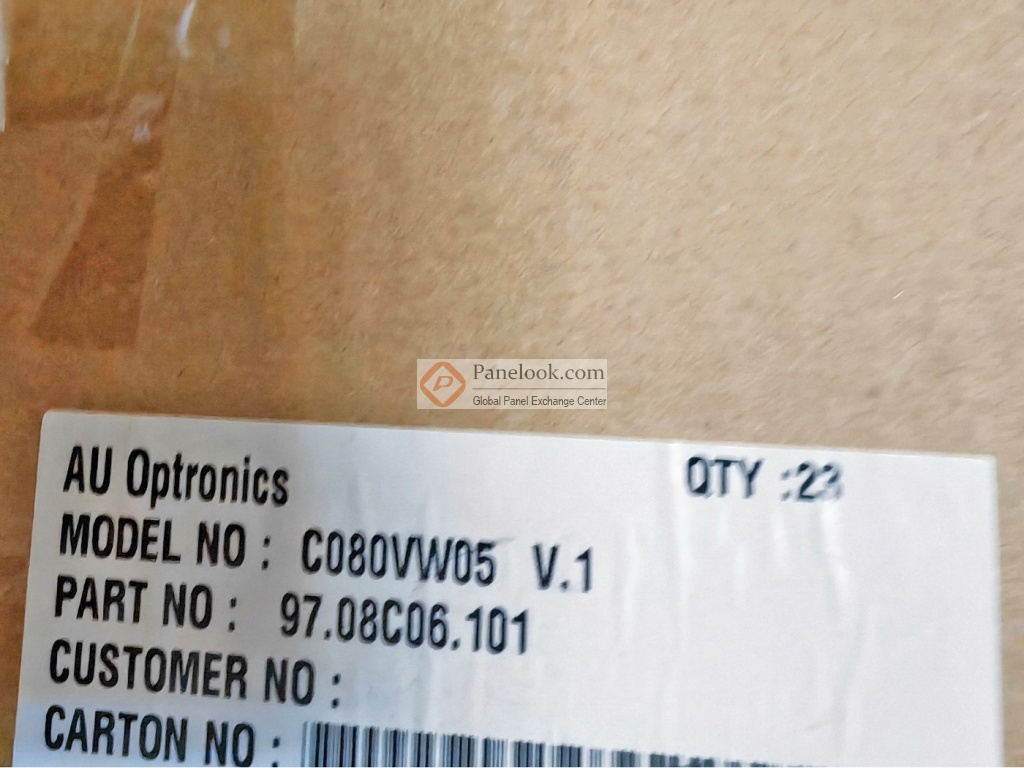 Panelook.com
Global Panel Exchange Center
AU Optronics QTY :23
MODEL NO : C080VW05 V.1
PART NO : 97.08C06.101
CUSTOMER NO :
CARTON NO :